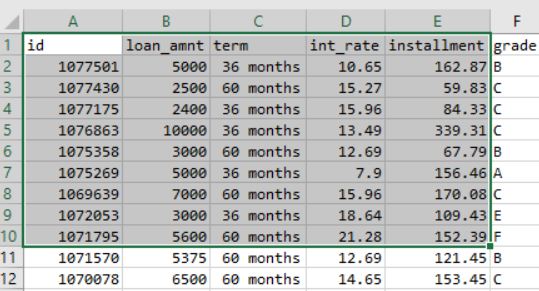 A B C D E F
1 id loan_amnt term int_rate installment grade
2 1077501 5000 36 months 10.65 162.87 B
3 1077430 2500 60 months 15.27 59.83 C
4 1077175 2400 36 months 15.96 84.33 C
5 1076863 10000 36 months 13.49 339.31 C
6 1075358 3000 60 months 12.69 67.79 B
7 1075269 5000 36 months 7.9 156.46 A
8 1069639 7000 60 months 15.96 170.08 C
9 1072053 3000 36 months 18.64 109.43 E
10 1071795 5600 60 months 21.28 152.39 F
11 1071570 5375 60 months 12.69 121.45 B
12 1070078 6500 60 months 14.65 153.45 C